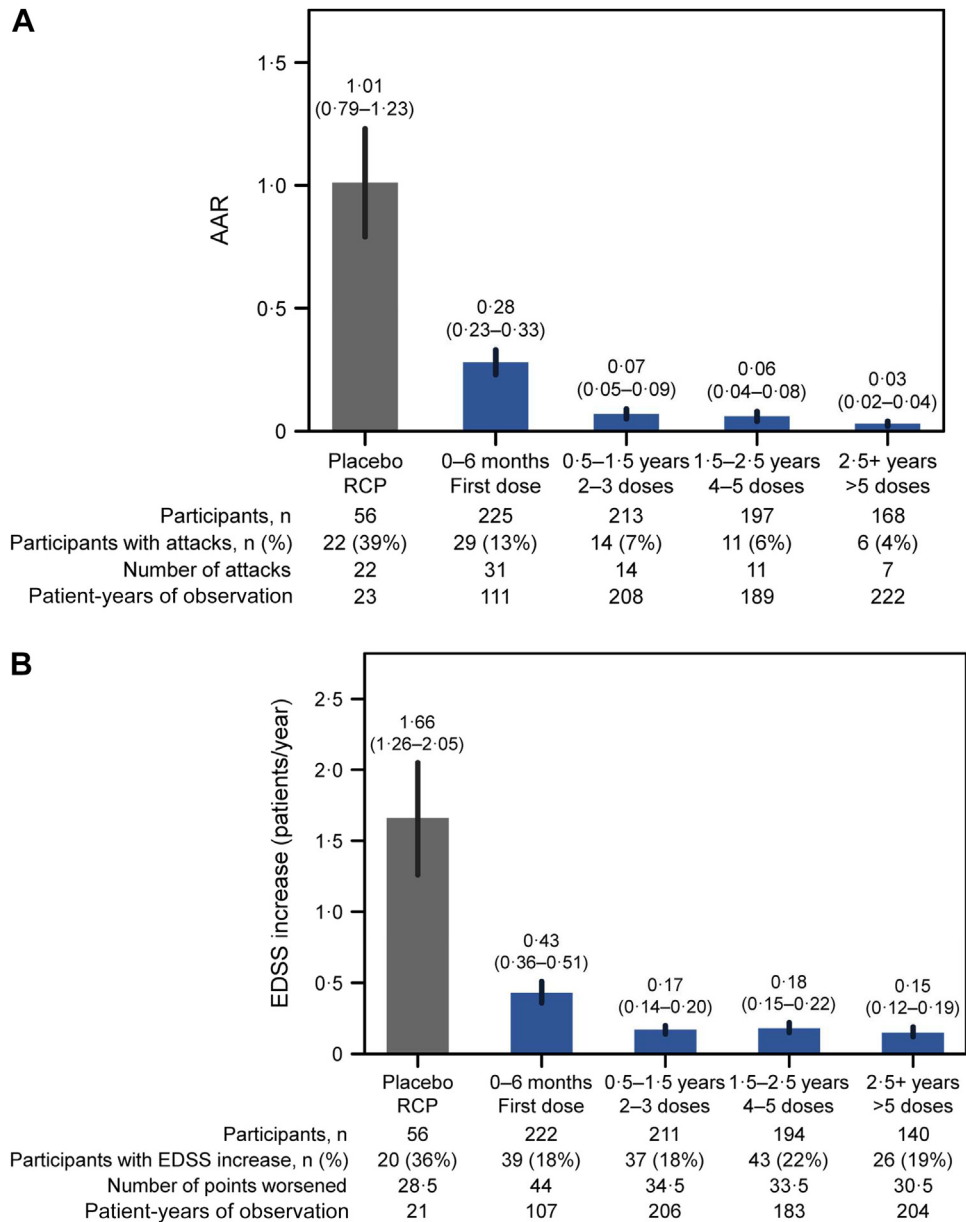 A
AAR
1·5
1·0
0·5
0
1·01
(0·79–1·23)
0·28
(0·23–0·33)
0·07
(0·05–0·09)
0·06
(0·04–0·08)
0·03
(0·02–0·04)
Placebo 0–6 months 0·5–1·5 years 1·5–2·5 years 2·5+ years
RCP First dose 2–3 doses 4–5 doses >5 doses
Participants, n 56 225 213 197 168
Participants with attacks, n (%) 22 (39%) 29 (13%) 14 (7%) 11 (6%) 6 (4%)
Number of attacks 22 31 14 11 7
Patient-years of observation 23 111 208 189 222
B
EDSS increase (patients/year)
2·5
2·0
1·5
1·0
0·5
0
1·66
(1·26–2·05)
0·43
(0·36–0·51)
0·17
(0·14–0·20)
0·18
(0·15–0·22)
0·15
(0·12–0·19)
Placebo 0–6 months 0·5–1·5 years 1·5–2·5 years 2·5+ years
RCP First dose 2–3 doses 4–5 doses >5 doses
Participants, n 56 222 211 194 140
Participants with EDSS increase, n (%) 20 (36%) 39 (18%) 37 (18%) 43 (22%) 26 (19%)
Number of points worsened 28·5 44 34·5 33·5 30·5
Patient-years of observation 21 107 206 183 204